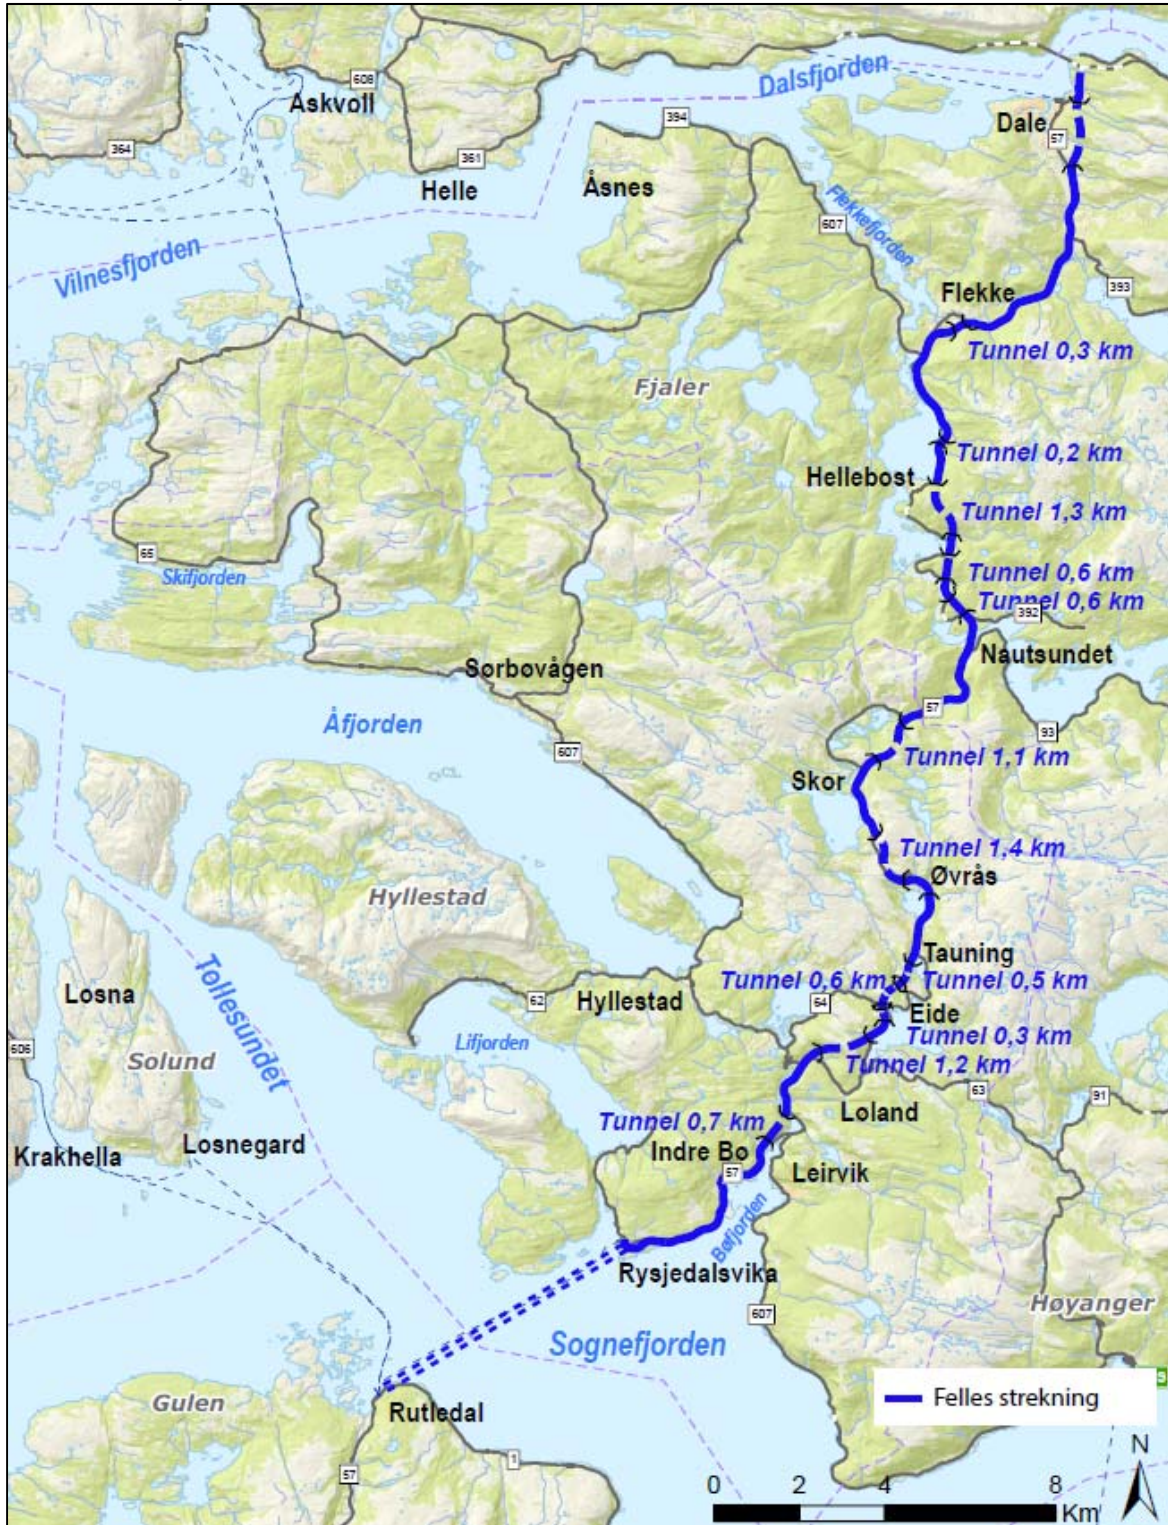 Dalsfjorden
608
Askvoll
Dale
57
394
364
361
Helle
Åsnes
Flekkefjorden
607
Vilnesfjorden
393
Flekke
Tunnel 0,3 km
Fjaler
Tunnel 0,2 km
Hellebost
Tunnel 1,3 km
65
Skifjorden
Tunnel 0,6 km
Tunnel 0,6 km
392
Nautsundet
Sorbovågen
57
Åfjorden
93
607
Tunnel 1,1 km
Skor
Tunnel 1,4 km
Øvrås
Hyllestad
Tauning
Tollesundet
Tunnel 0,6 km
Tunnel 0,5 km
Losna
62
Hyllestad
64
Eide
606
Lifjorden
Tunnel 0,3 km
Solund
Tunnel 1,2 km
63
91
Loland
Tunnel 0,7 km
Losnegard
Indre Bo
Krakhella
57
Leirvik
Bøfjorden
Rysjedalsvika
Høyanger
607
Sognefjorden
Gulen
Rutledal
Felles strekning
1
57
N
0 2 4 8
Km